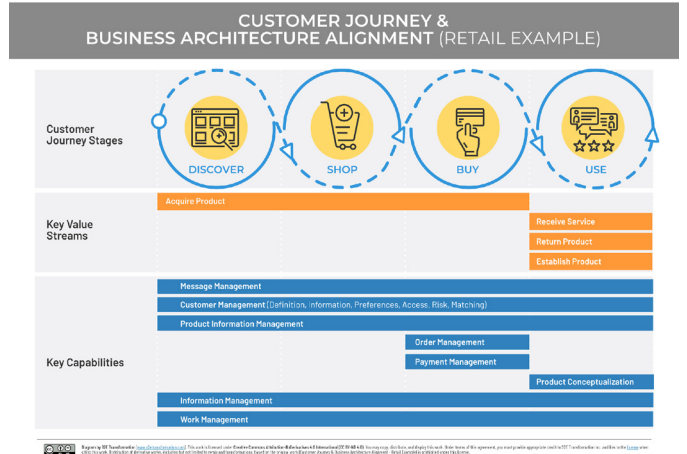 CUSTOMER JOURNEY &
BUSINESS ARCHITECTURE ALIGNMENT (RETAIL EXAMPLE)
Customer
Journey Stages
DISCOVER
SHOP
BUY
USE
Key Value
Streams
Acquire Product
Receive Service
Return Product
Establish Product
Key Capabilities
Message Management
Customer Management (Definition, Information, Preferences, Access, Risk, Matching)
Product Information Management
Order Management
Payment Management
Product Conceptualization
Information Management
Work Management